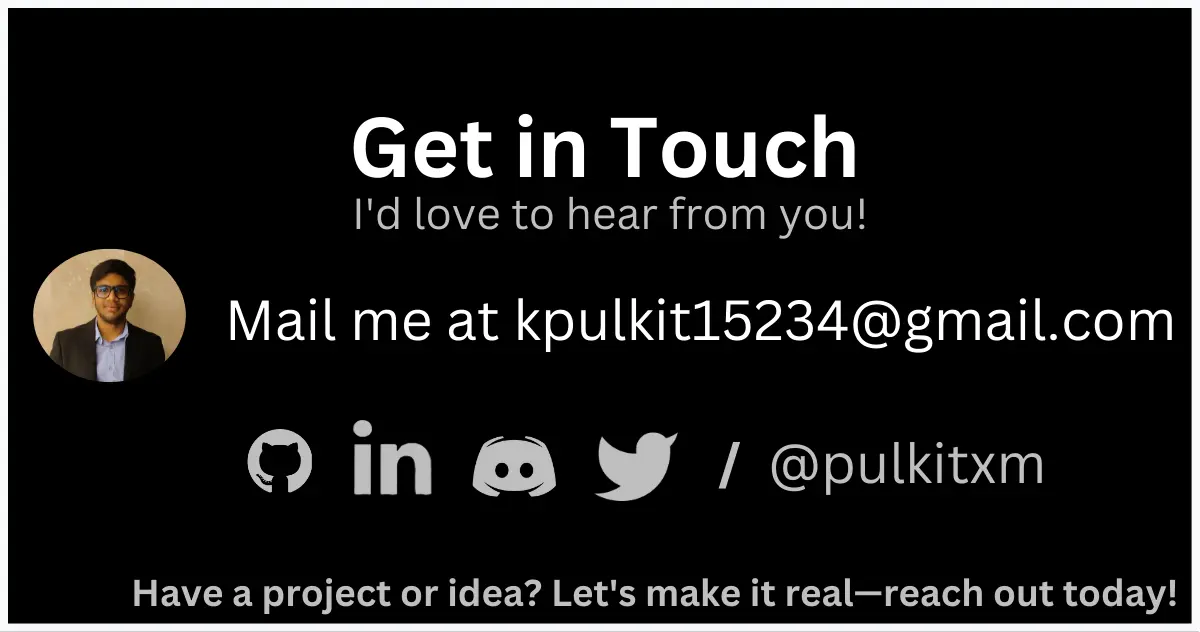 Get in Touch
I'd love to hear from you!
Mail me at kpulkit15234@gmail.com
in / @pulkitxm
Have a project or idea? Let's make it real—reach out today!